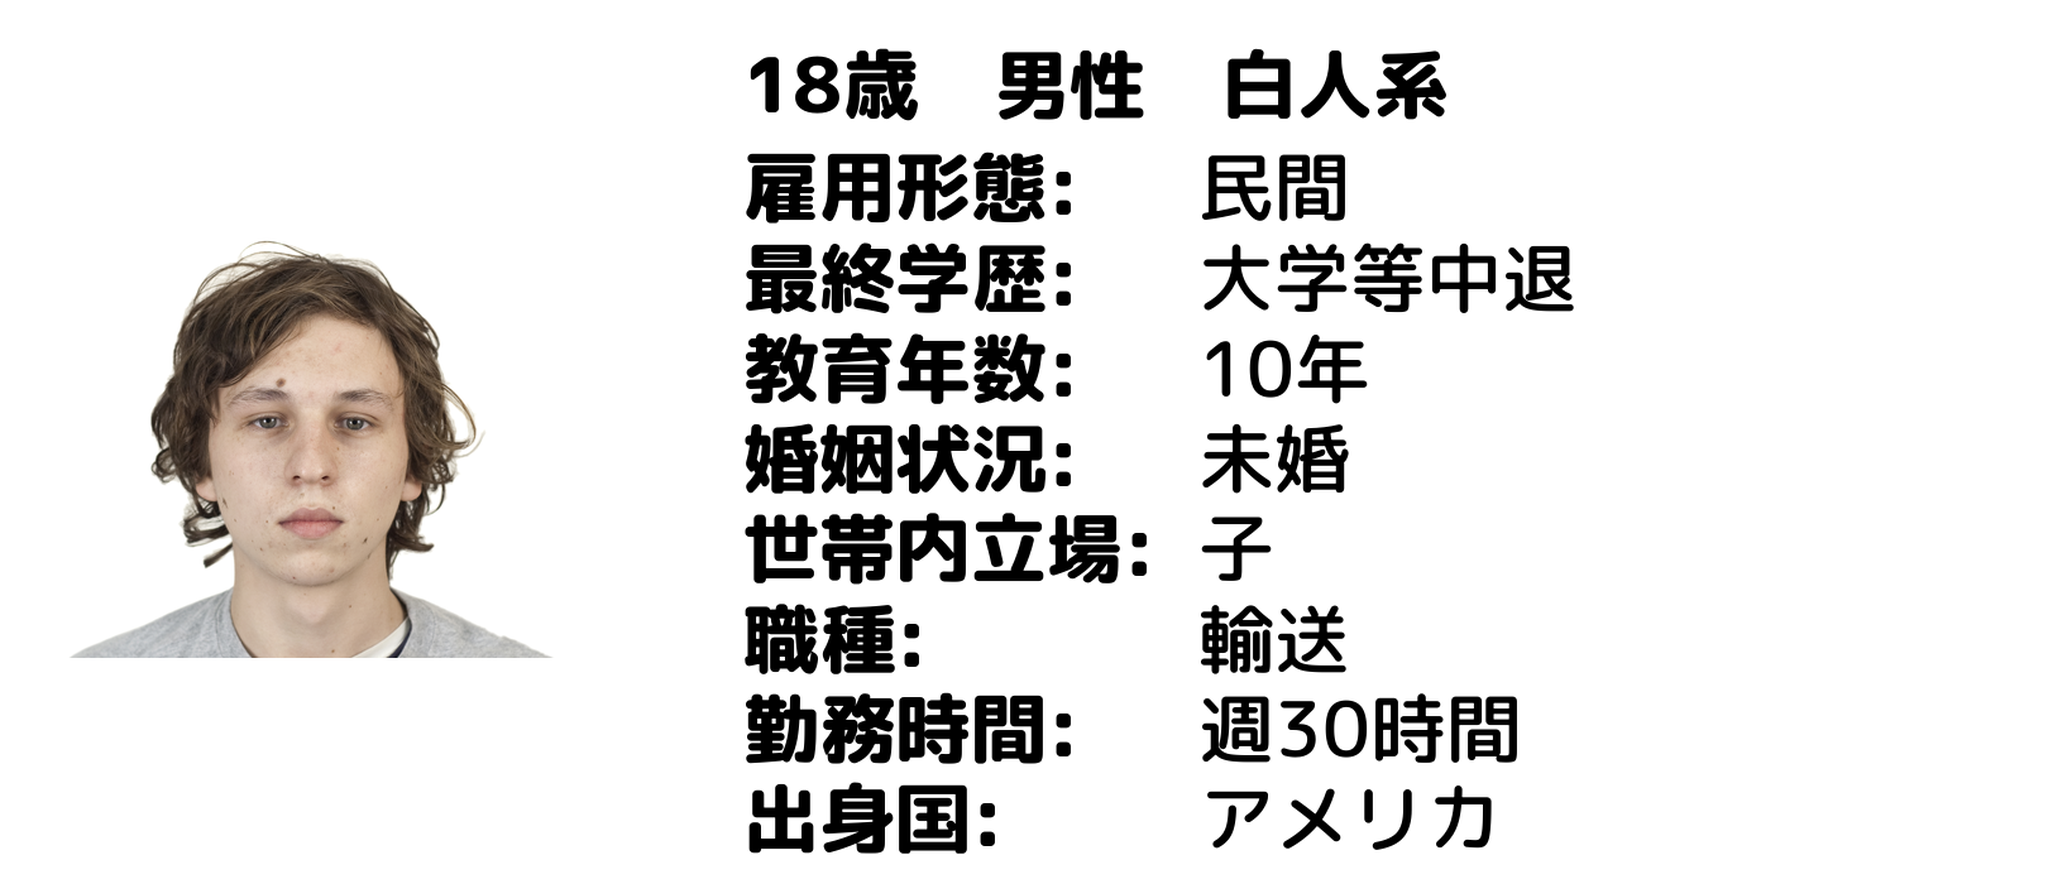 18歳　男性　白人系
雇用形態: 民間
最終学歴: 大学等中退
教育年数: 10年
婚姻状況: 未婚
世帯内立場: 子
職種: 輸送
勤務時間: 週30時間
出身国: アメリカ